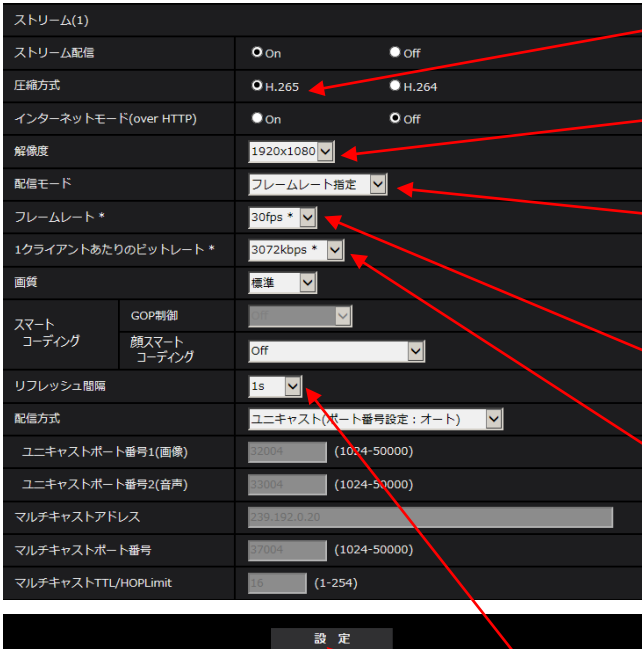 ストリーム(1)
ストリーム配信 On Off
圧縮方式 H.265 H.264
インターネットモード(over HTTP) On Off
解像度 1920x1080
配信モード フレームレート指定
フレームレート * 30fps *
1クライアントあたりのビットレート * 3072kbps *
画質 標準
スマート
コーディング
GOP制御 Off
顔スマート
コーディング
Off
リフレッシュ間隔 1s
配信方式 ユニキャスト(ポート番号設定：オート)
ユニキャストポート番号1(画像) 32004 (1024-50000)
ユニキャストポート番号2(音声) 33004 (1024-50000)
マルチキャストアドレス 239.192.0.20
マルチキャストポート番号 37004 (1024-50000)
マルチキャストTTL/HOPLimit 16 (1-254)
設 定